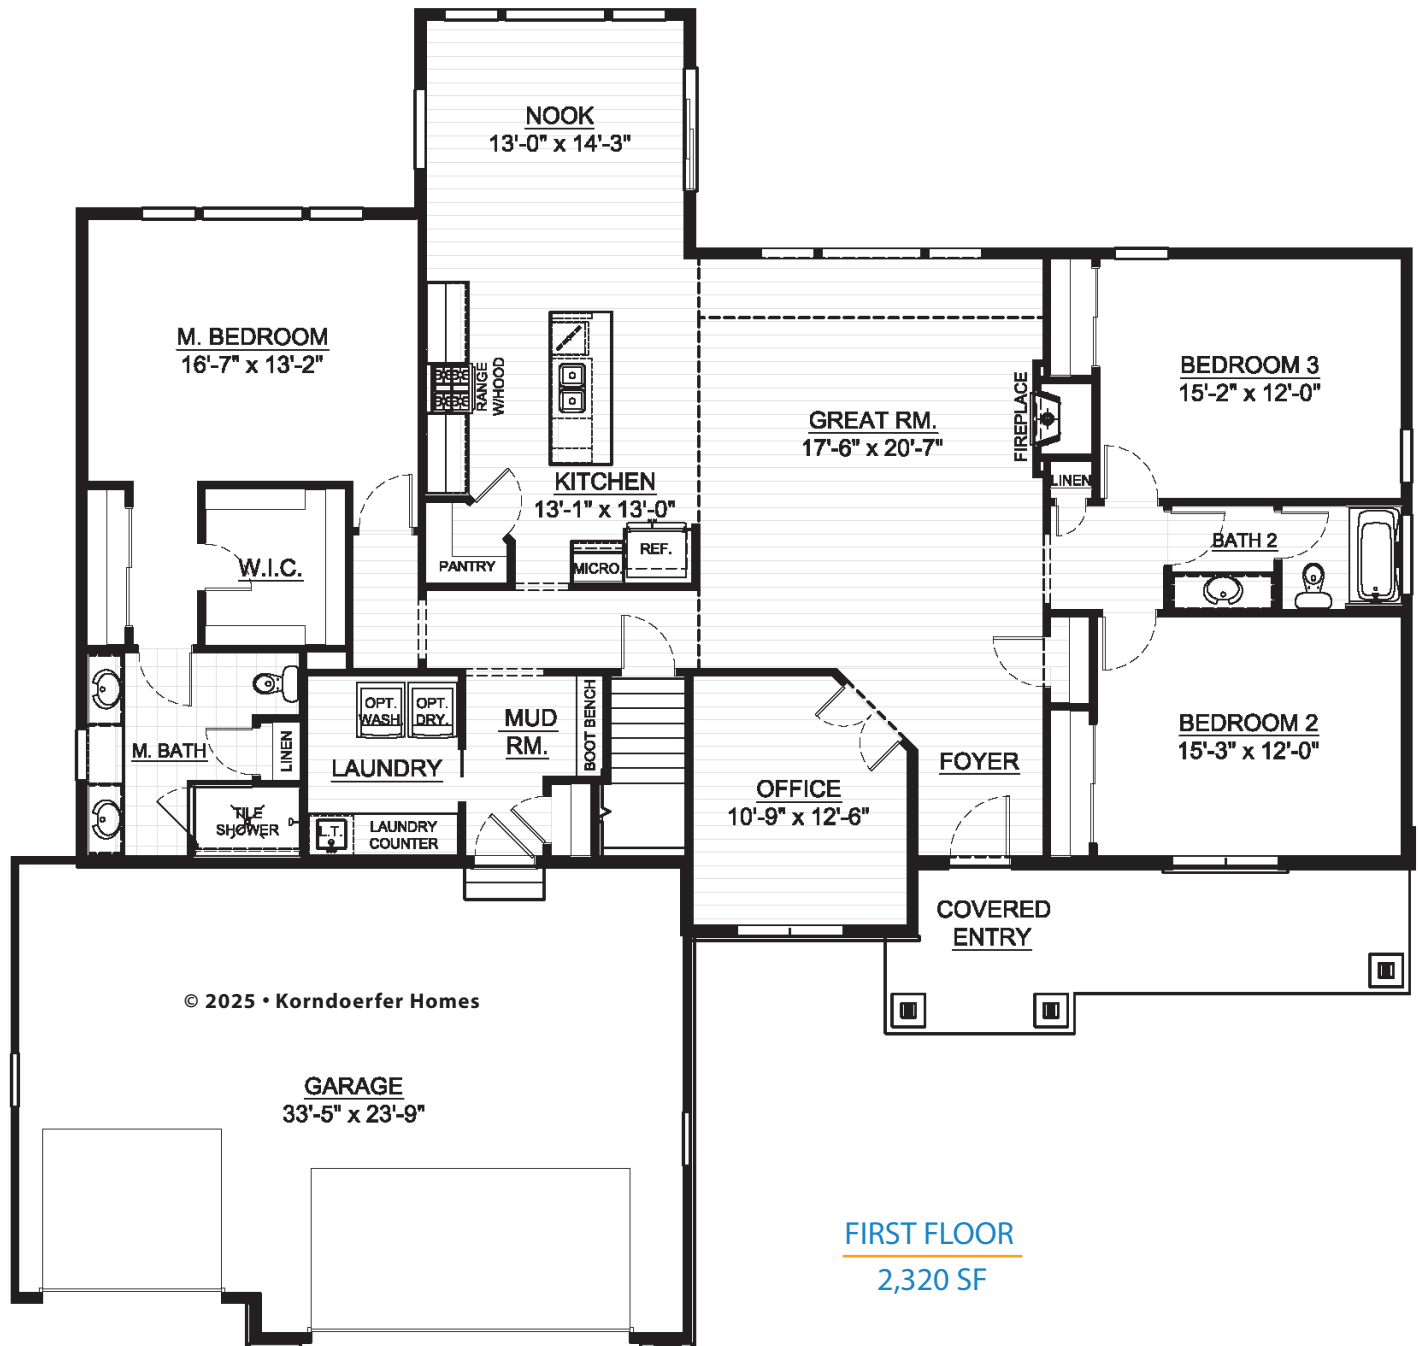 NOOK
13'-0" x 14'-3"
M. BEDROOM
16'-7" x 13'-2"
RANGE
W/HOOD
KITCHEN
13'-1" x 13'-0"
GREAT RM.
17'-6" x 20'-7"
FIREPLACE
BEDROOM 3
15'-2" x 12'-0"
LINEN
W.I.C.
PANTRY
MICRO.
REF.
BATH 2
M. BATH
LINEN
TILE
SHOWER
OPT.
WASH.
OPT.
DRY.
LAUNDRY
L.T.
LAUNDRY
COUNTER
MUD
RM.
BOOT BENCH
OFFICE
10'-9" x 12'-6"
FOYER
BEDROOM 2
15'-3" x 12'-0"
COVERED
ENTRY
© 2025 • Korndoerfer Homes
GARAGE
33'-5" x 23'-9"
FIRST FLOOR
2,320 SF